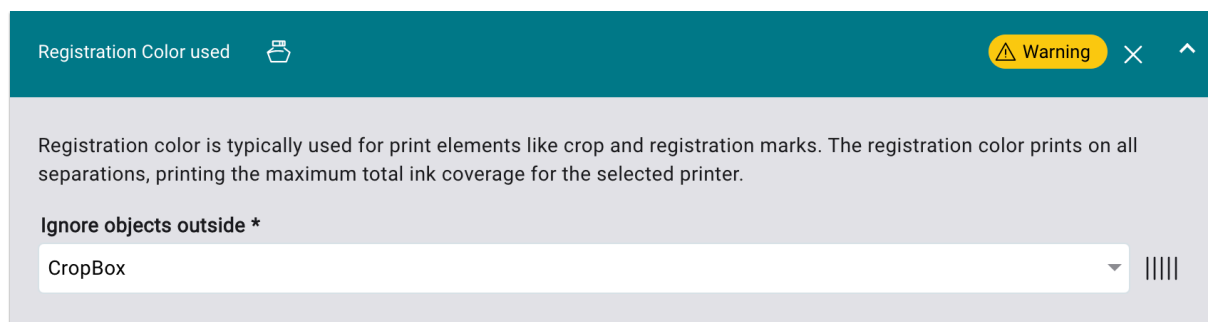 Registration Color used
Warning
Registration color is typically used for print elements like crop and registration marks. The registration color prints on all
separations, printing the maximum total ink coverage for the selected printer.
Ignore objects outside *
CropBox